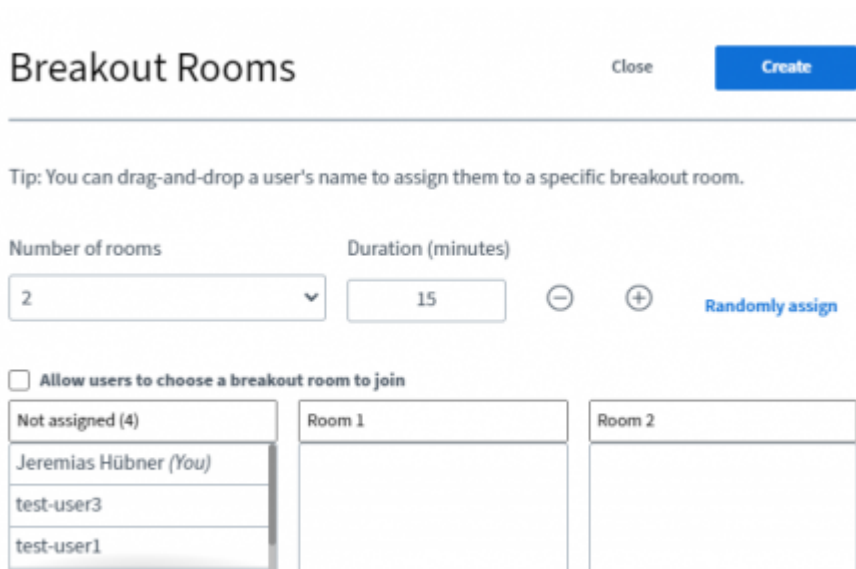 Breakout Rooms Close Create
Tip: You can drag-and-drop a user's name to assign them to a specific breakout room.
Number of rooms Duration (minutes)
2 15 Randomly assign
Allow users to choose a breakout room to join
Not assigned (4) Room 1 Room 2
Jeremias Hübner (You)
test-user3
test-user1